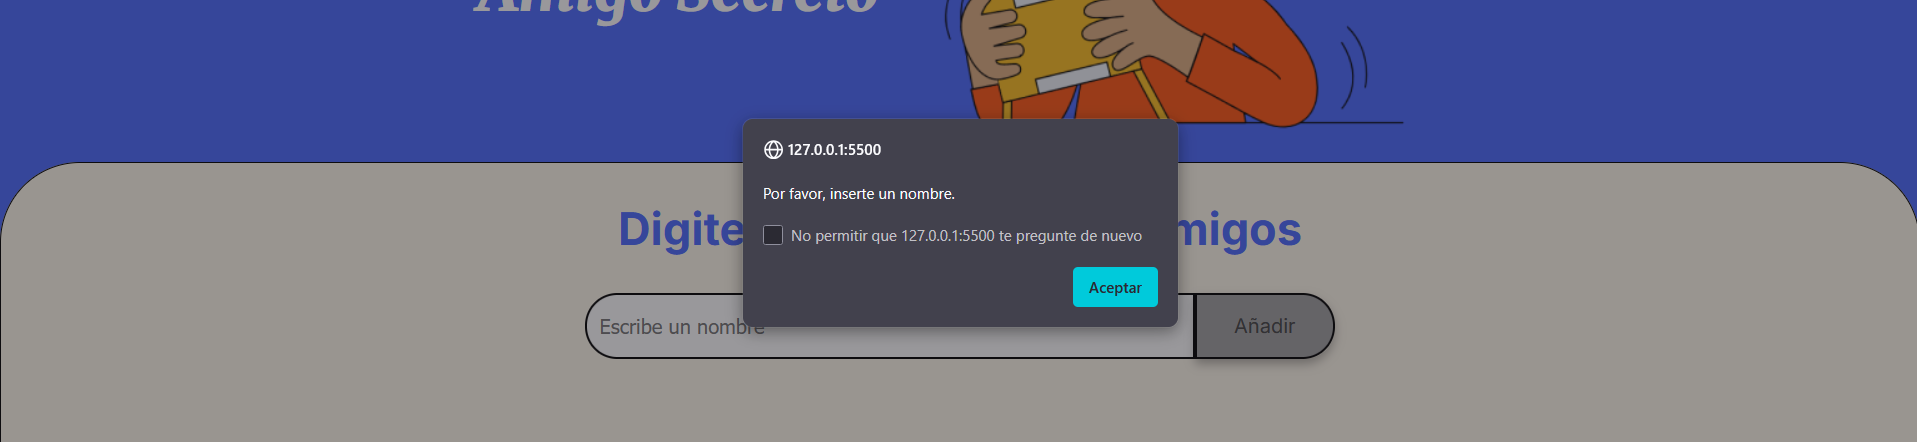 Amigo Secreto
127.0.0.1:5500
Por favor, inserte un nombre.
No permitir que 127.0.0.1:5500 te pregunte de nuevo
Aceptar
Digite
migos
Escribe un nombre
Añadir